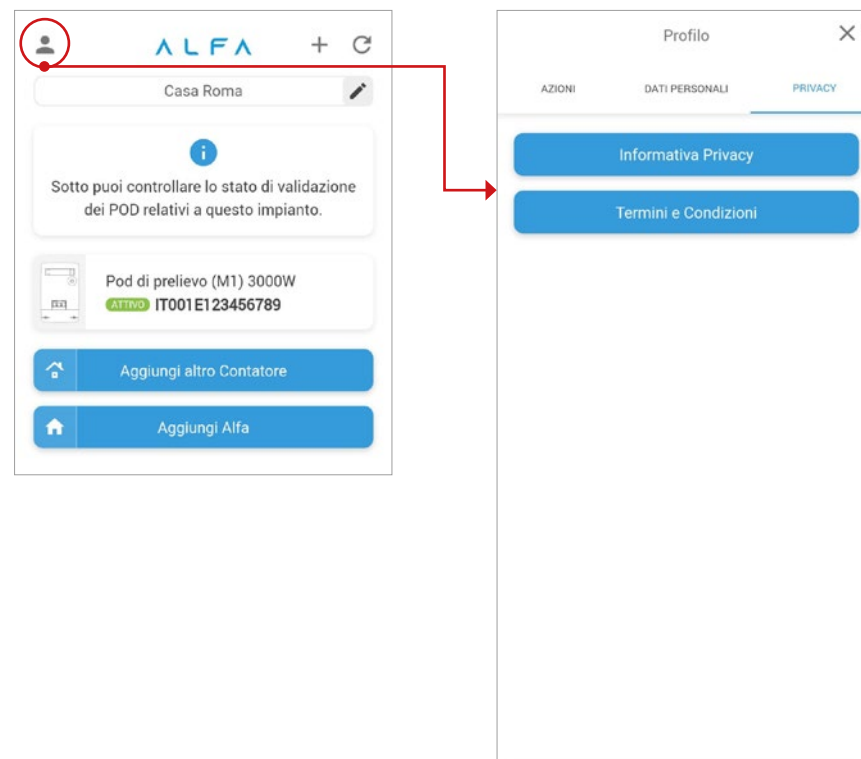 ALFA
Casa Roma
Sotto puoi controllare lo stato di validazione
dei POD relativi a questo impianto.
Pod di prelievo (M1) 3000W
ATTIVO IT001E123456789
Aggiungi altro Contatore
Aggiungi Alfa
Profilo
AZIONI DATI PERSONALI PRIVACY
Informativa Privacy
Termini e Condizioni